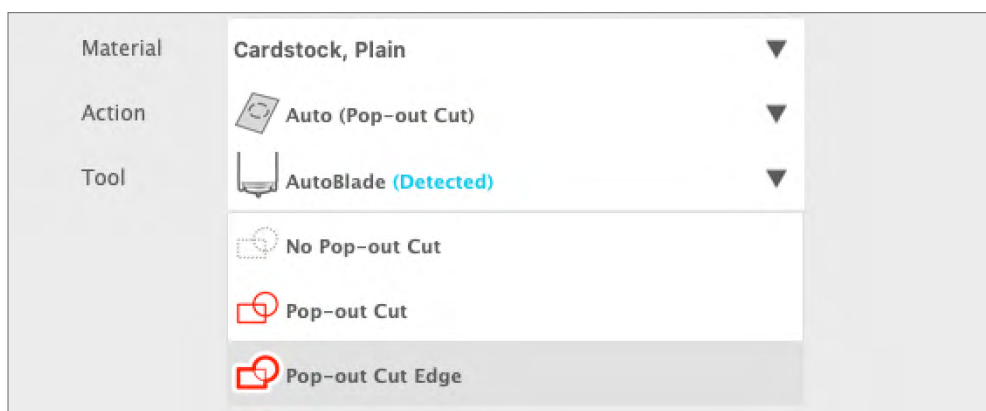 Material Cardstock, Plain
Action Auto (Pop-out Cut)
Tool AutoBlade (Detected)
No Pop-out Cut
Pop-out Cut
Pop-out Cut Edge